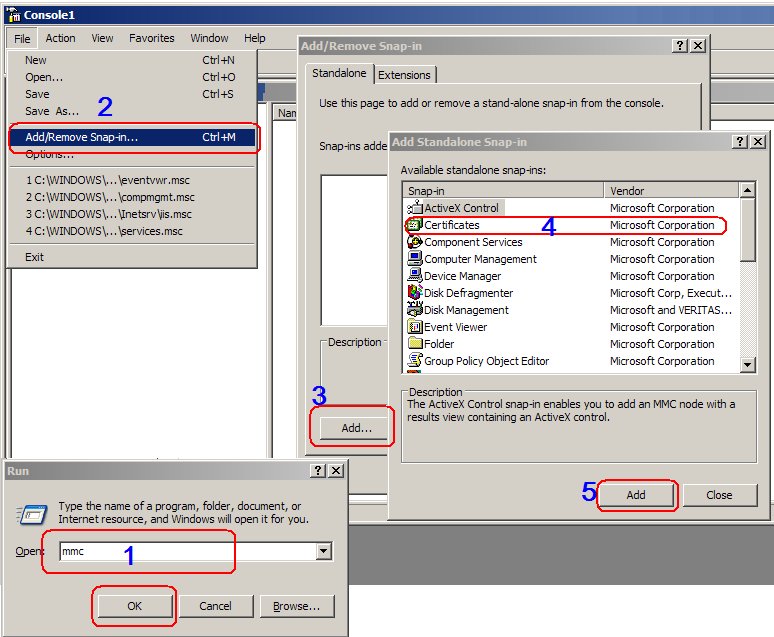 Console1
File Action View Favorites Window Help
New Ctrl+N
Open... Ctrl+O
Save Ctrl+S
Save As...
2
Add/Remove Snap-in... Ctrl+M
Options...
1 C:\WINDOWS\...\eventvwr.msc
2 C:\WINDOWS\...\compmgmt.msc
3 C:\WINDOWS\...\Inetsrv\iis.msc
4 C:\WINDOWS\...\services.msc
Exit
Add/Remove Snap-in
Standalone Extensions
Use this page to add or remove a stand-alone snap-in from the console.
Snap-ins adde
Description
3
Add...
Add Standalone Snap-in
Available standalone snap-ins:
Snap-in Vendor
ActiveX Control Microsoft Corporation
Certificates 4 Microsoft Corporation
Component Services Microsoft Corporation
Computer Management Microsoft Corporation
Device Manager Microsoft Corporation
Disk Defragmenter Microsoft Corp, Execut...
Disk Management Microsoft and VERITAS...
Event Viewer Microsoft Corporation
Folder Microsoft Corporation
Group Policy Object Editor Microsoft Corporation
Description
The ActiveX Control snap-in enables you to add an MMC node with a
results view containing an ActiveX control.
5 Add Close
Run
Type the name of a program, folder, document, or
Internet resource, and Windows will open it for you.
Open: mmc 1
OK Cancel Browse...